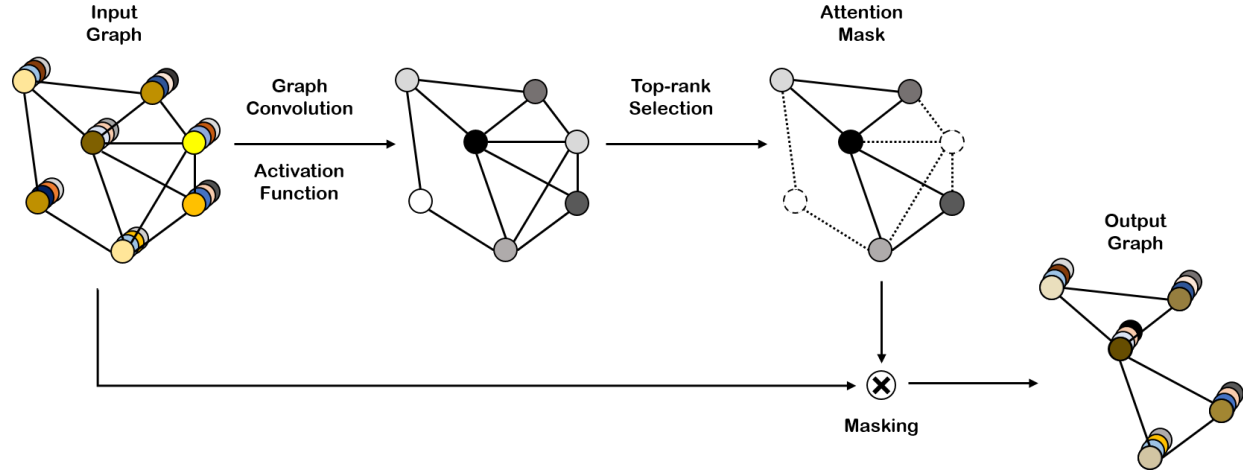 Input
Graph
Graph
Convolution
Activation
Function
Top-rank
Selection
Attention
Mask
Masking
Output
Graph